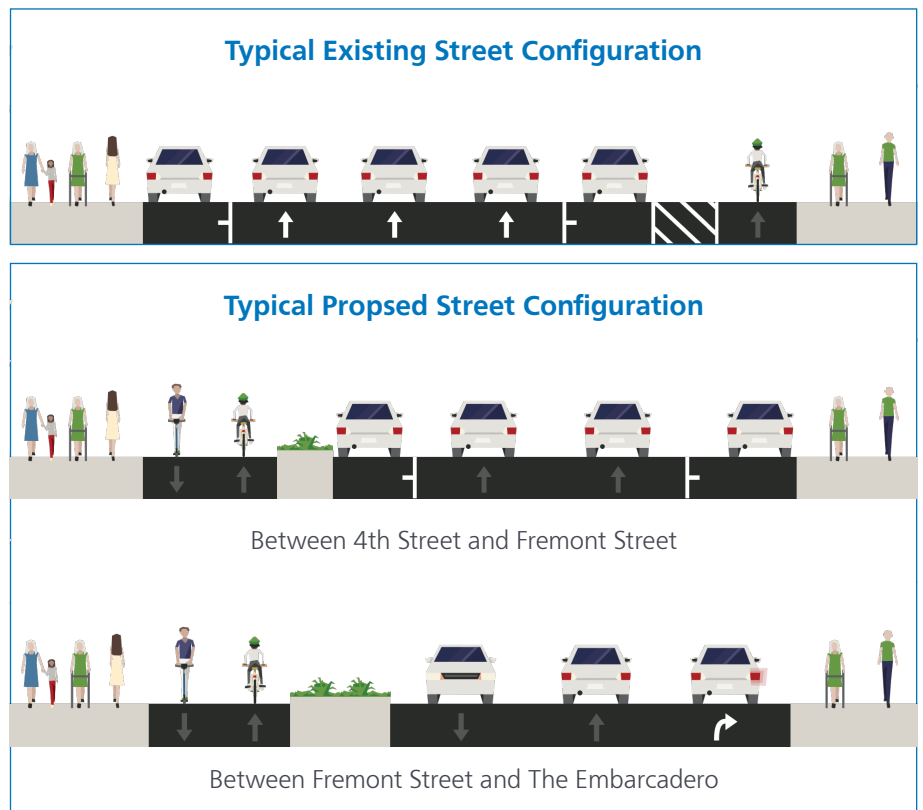 Typical Existing Street Configuration
Typical Propsed Street Configuration
Between 4th Street and Fremont Street
Between Fremont Street and The Embarcadero